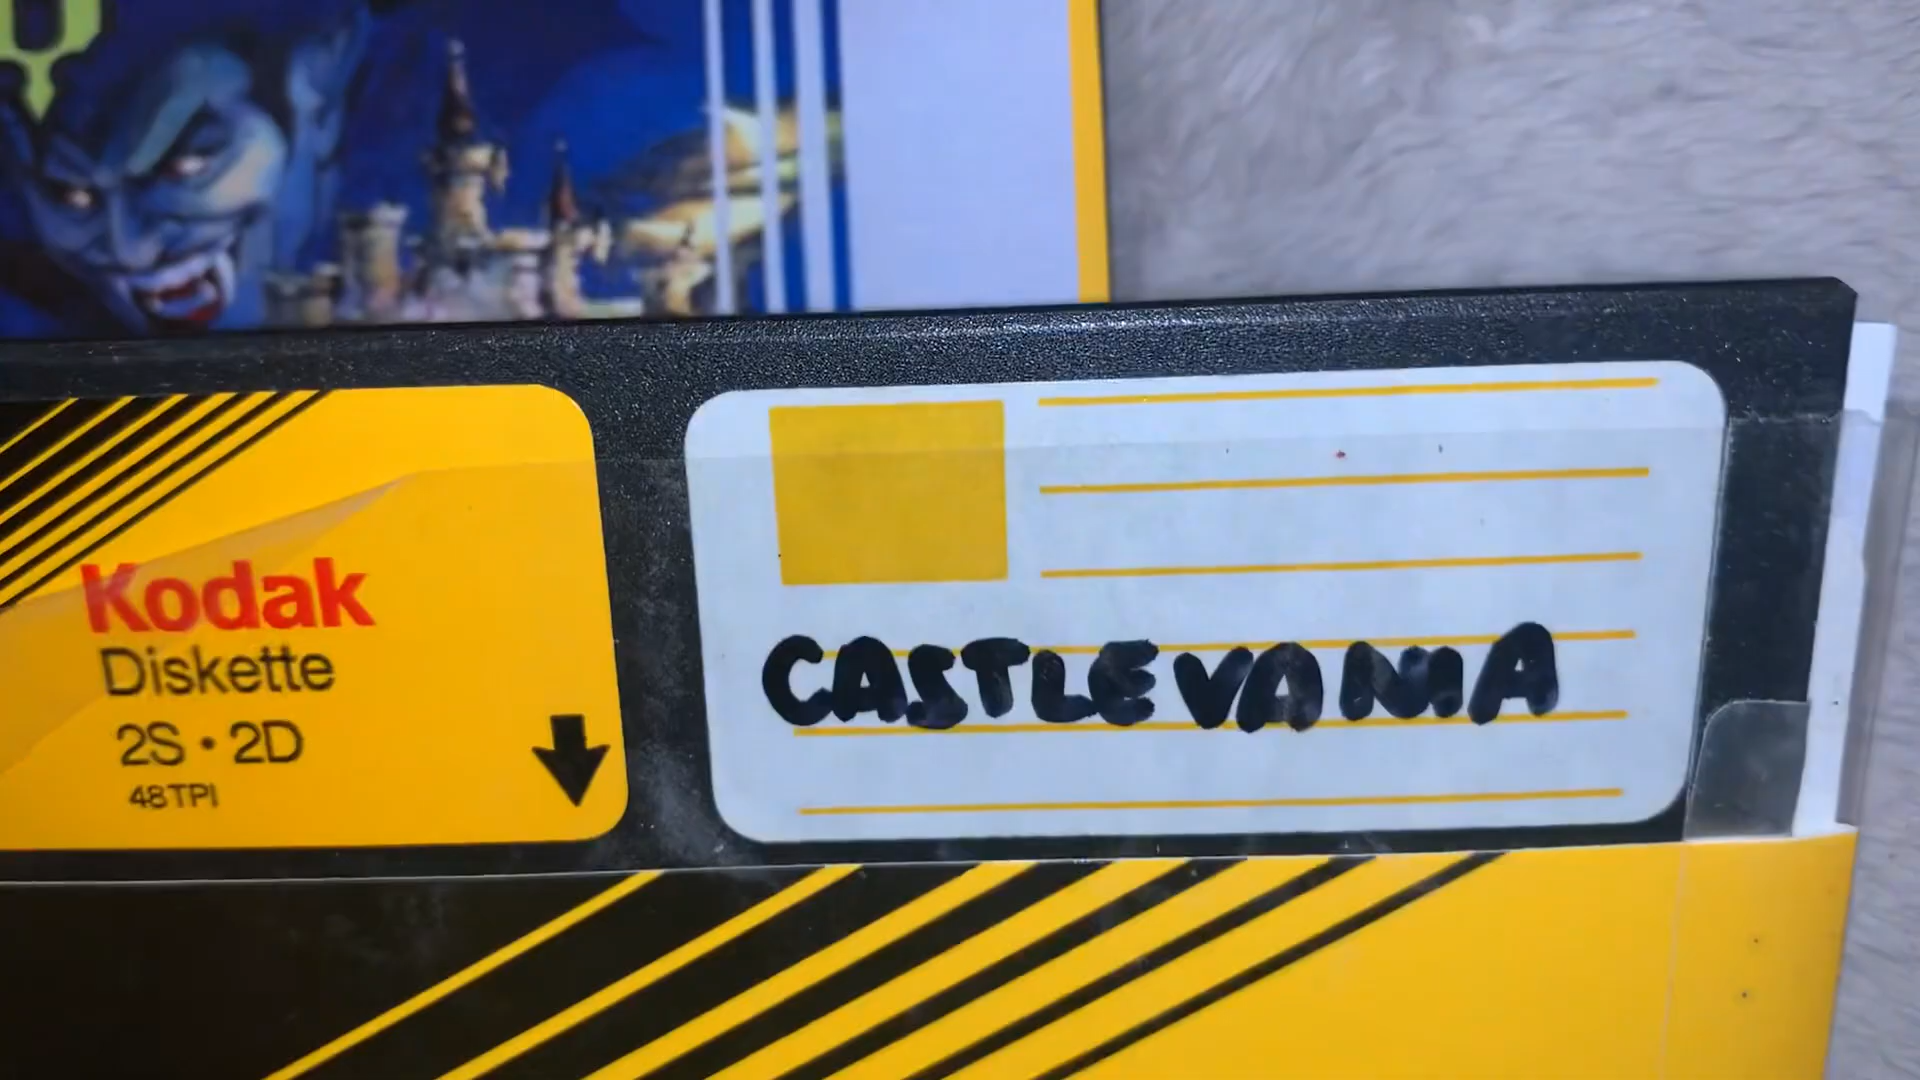 Kodak
Diskette
2S • 2D
48TPI
CASTLEVANIA